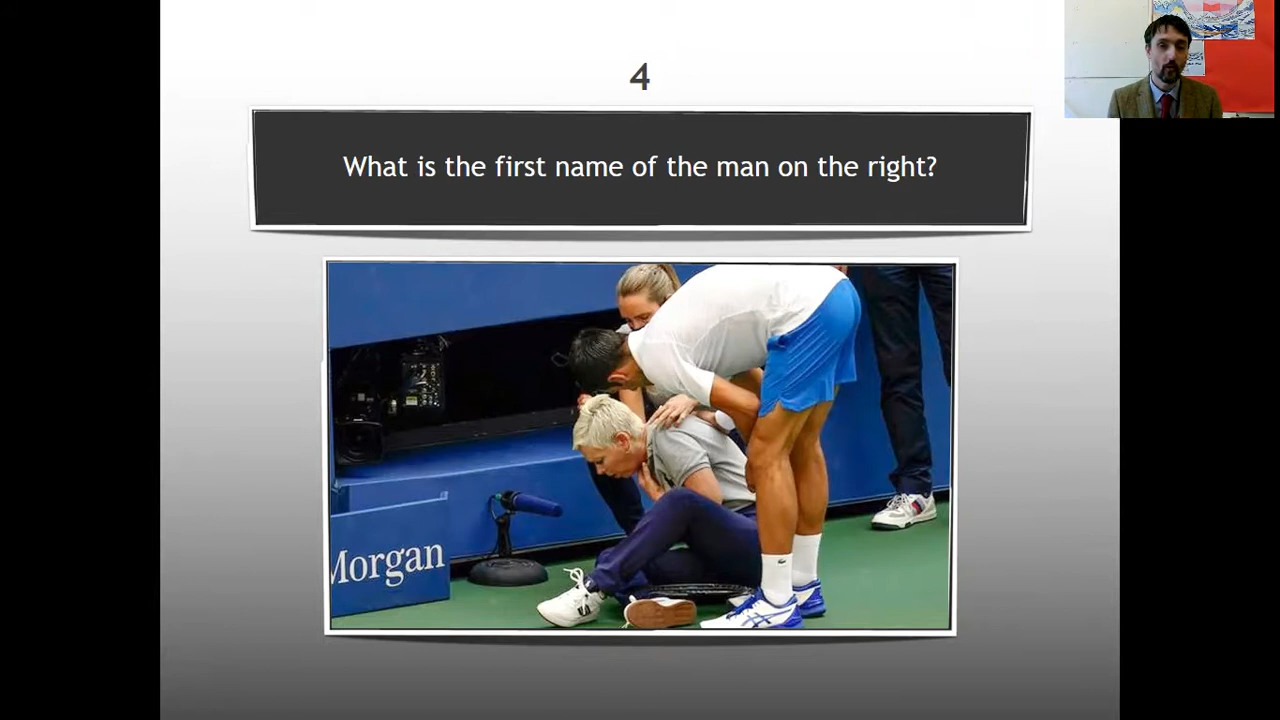 4
What is the first name of the man on the right?
Morgan